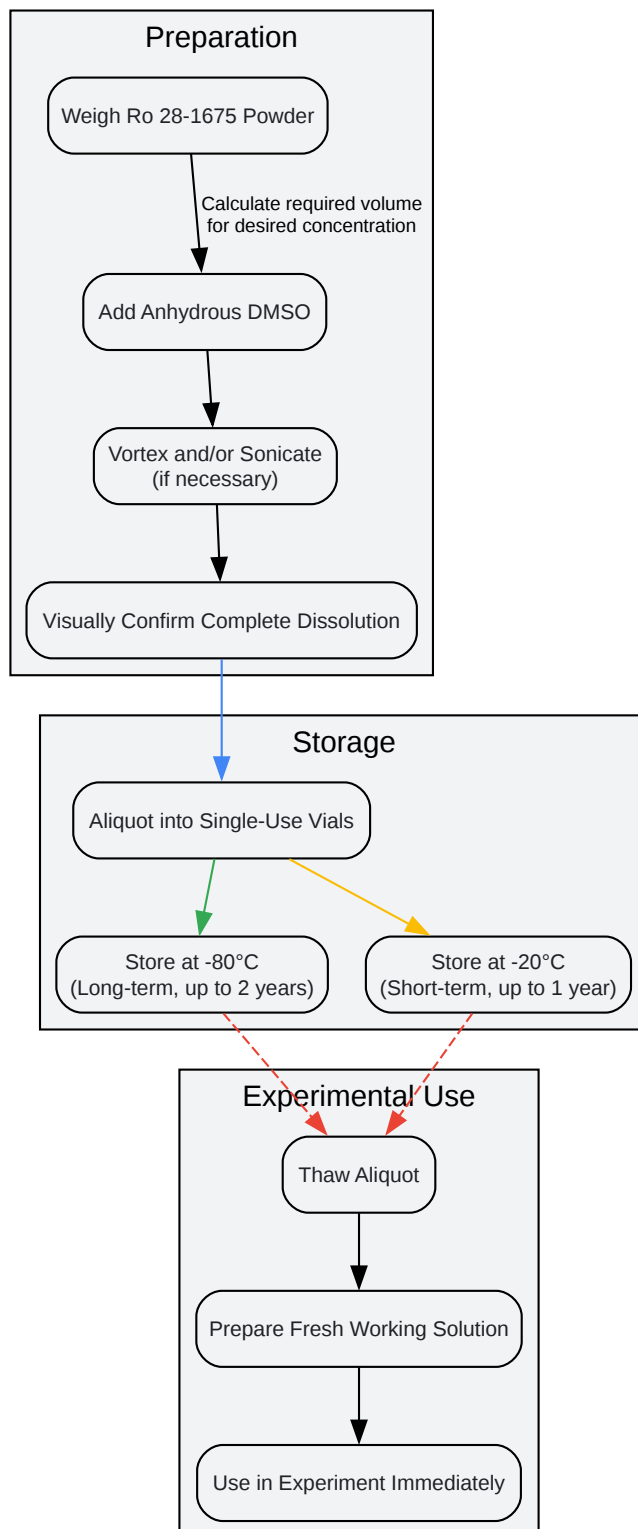 Preparation
Weigh Ro 28-1675 Powder
Calculate required volume
for desired concentration
Add Anhydrous DMSO
Vortex and/or Sonicate
(if necessary)
Visually Confirm Complete Dissolution
Storage
Aliquot into Single-Use Vials
Store at -80°C
(Long-term, up to 2 years)
Store at -20°C
(Short-term, up to 1 year)
Experimental Use
Thaw Aliquot
Prepare Fresh Working Solution
Use in Experiment Immediately